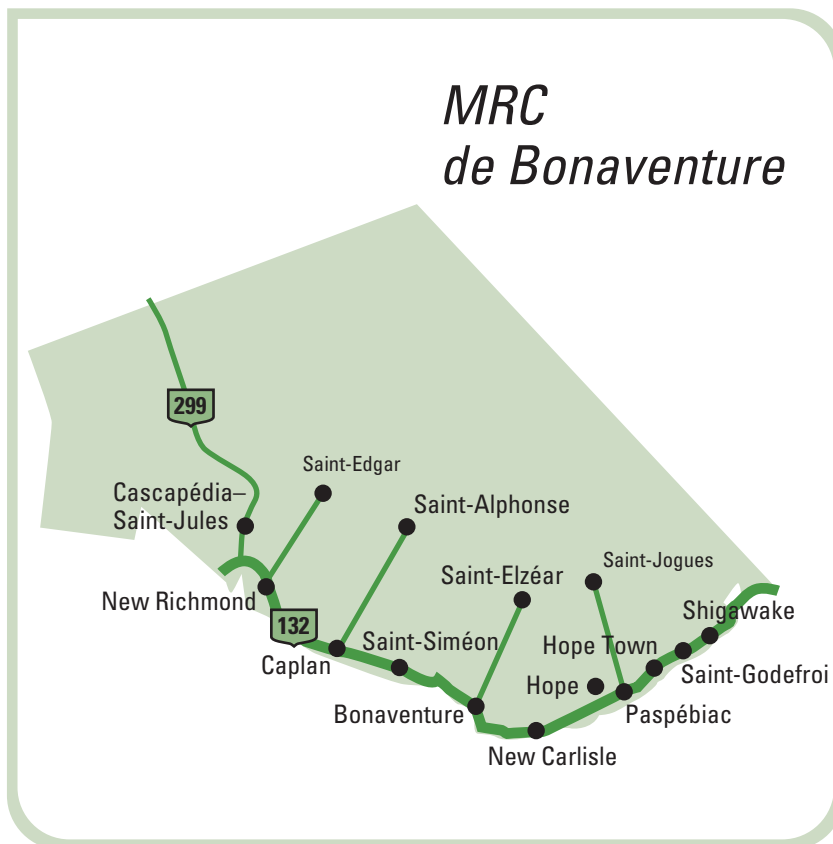 MRC
de Bonaventure
299
Saint-Edgar
Cascapédia–
Saint-Jules
Saint-Alphonse
Saint-Elzéar
Saint-Jogues
New Richmond
132
Shigawake
Caplan
Saint-Siméon
Hope Town
Saint-Godefroi
Hope
Bonaventure
Paspébiac
New Carlisle